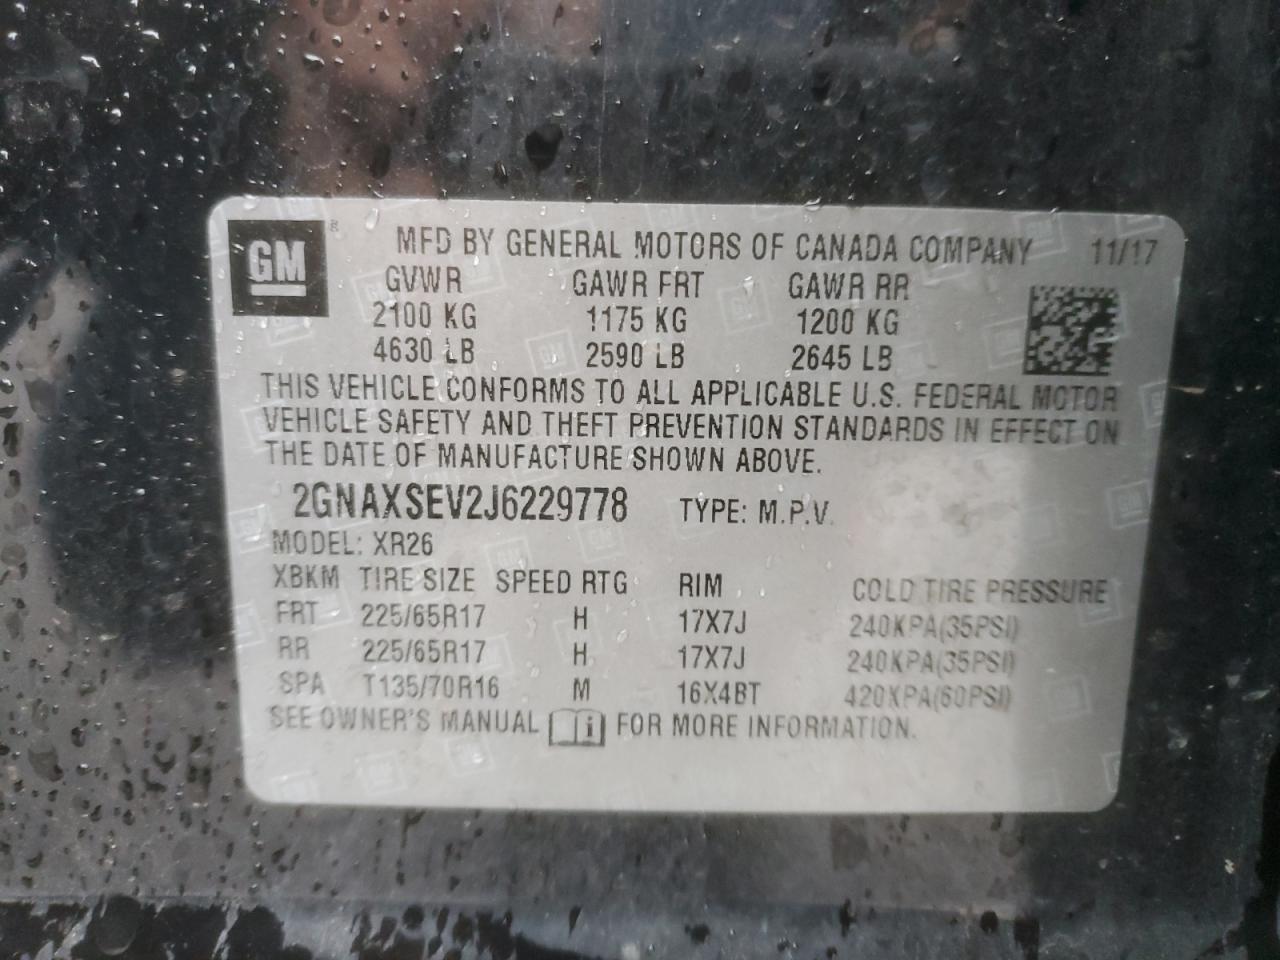 GM ® MFD BY GENERAL MOTORS OF CANADA COMPANY 11/17
GVWR GAWR FRT GAWR RR
2100 KG 1175 KG 1200 KG
4630 LB 2590 LB 2645 LB
THIS VEHICLE CONFORMS TO ALL APPLICABLE U.S. FEDERAL MOTOR
VEHICLE SAFETY AND THEFT PREVENTION STANDARDS IN EFFECT ON
THE DATE OF MANUFACTURE SHOWN ABOVE.
2GNAXSEV2J6229778 TYPE: M.P.V.
MODEL: XR26
XBKM TIRE SIZE SPEED RTG RIM COLD TIRE PRESSURE
FRT 225/65R17 H 17X7J 240KPA(35PSI)
RR 225/65R17 H 17X7J 240KPA(35PSI)
SPA T135/70R16 M 16X4BT 420KPA(60PSI)
SEE OWNER'S MANUAL i FOR MORE INFORMATION.